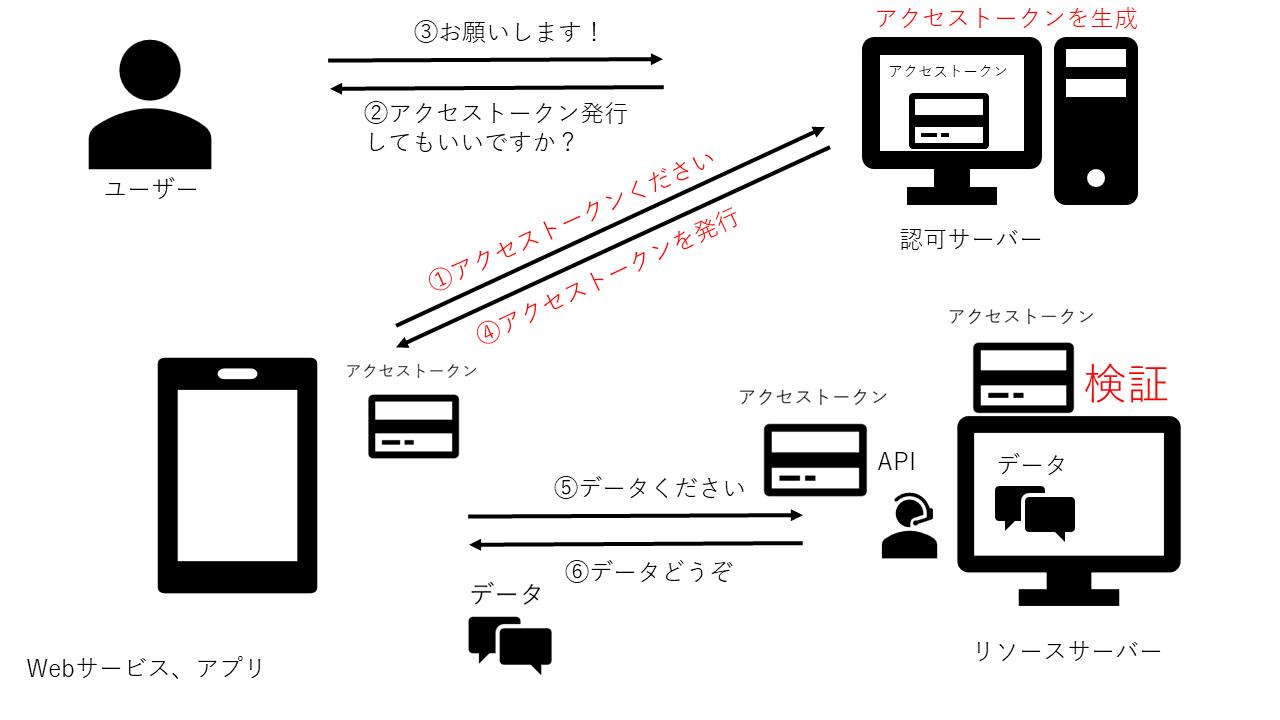 アクセストークンを生成
③お願いします！
アクセストークン
②アクセストークン発行
してもいいですか？
ユーザー
①アクセストークンください
④アクセストークンを発行
認可サーバー
アクセストークン
アクセストークン
検証
アクセストークン
API
データ
⑤データください
⑥データどうぞ
データ
リソースサーバー
Webサービス、アプリ